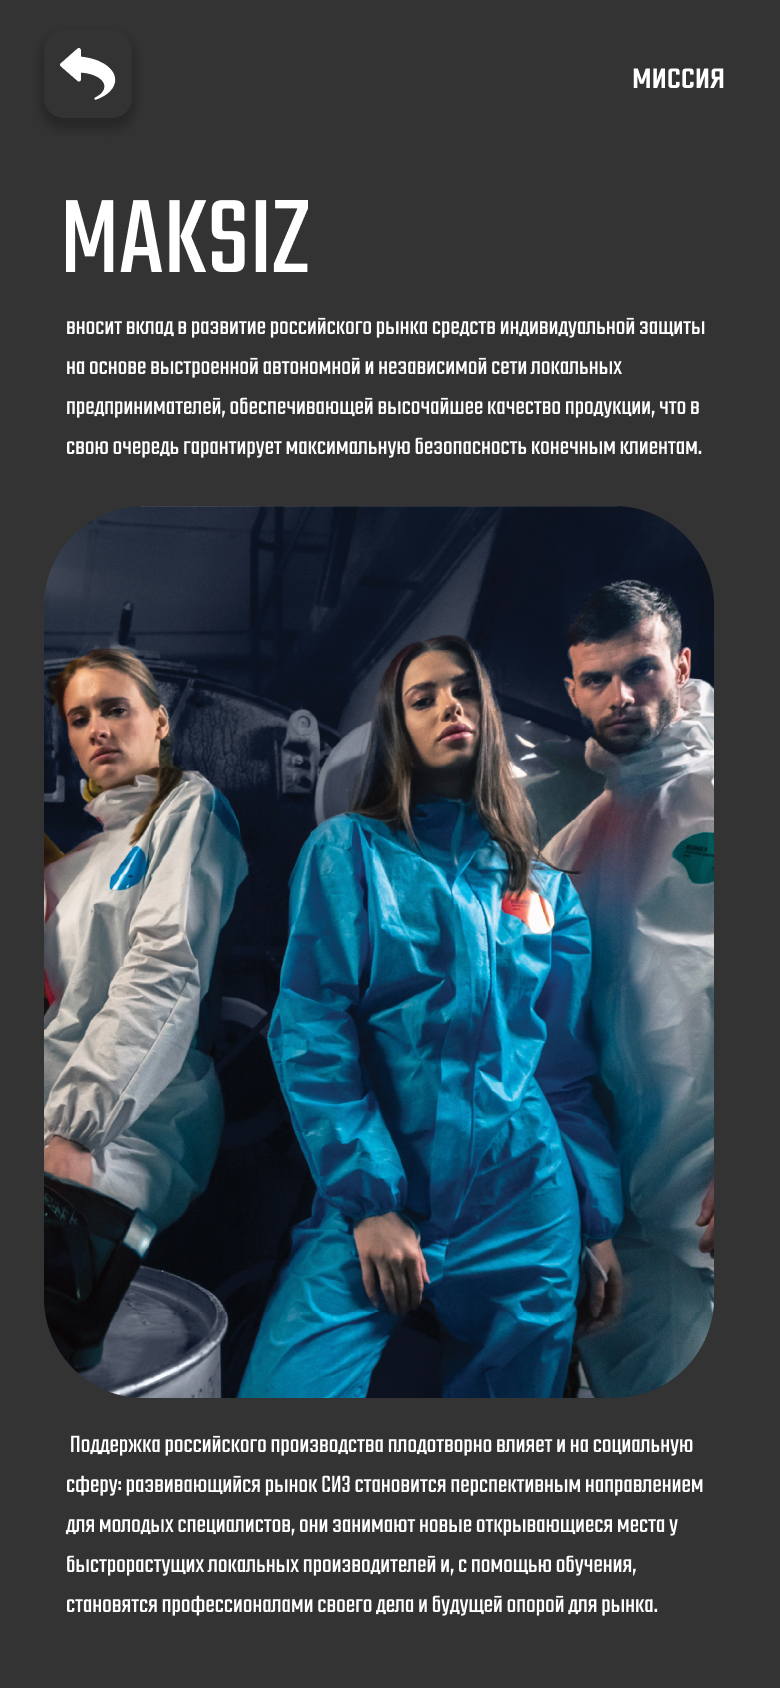 МИССИЯ
MAKSIZ
вносит вклад в развитие российского рынка средств индивидуальной защиты
на основе выстроенной автономной и независимой сети локальных
предпринимателей, обеспечивающей высочайшее качество продукции, что в
свою очередь гарантирует максимальную безопасность конечным клиентам.
Поддержка российского производства плодотворно влияет и на социальную
сферу: развивающийся рынок СИЗ становится перспективным направлением
для молодых специалистов, они занимают новые открывающиеся места у
быстрорастущих локальных производителей и, с помощью обучения,
становятся профессионалами своего дела и будущей опорой для рынка.